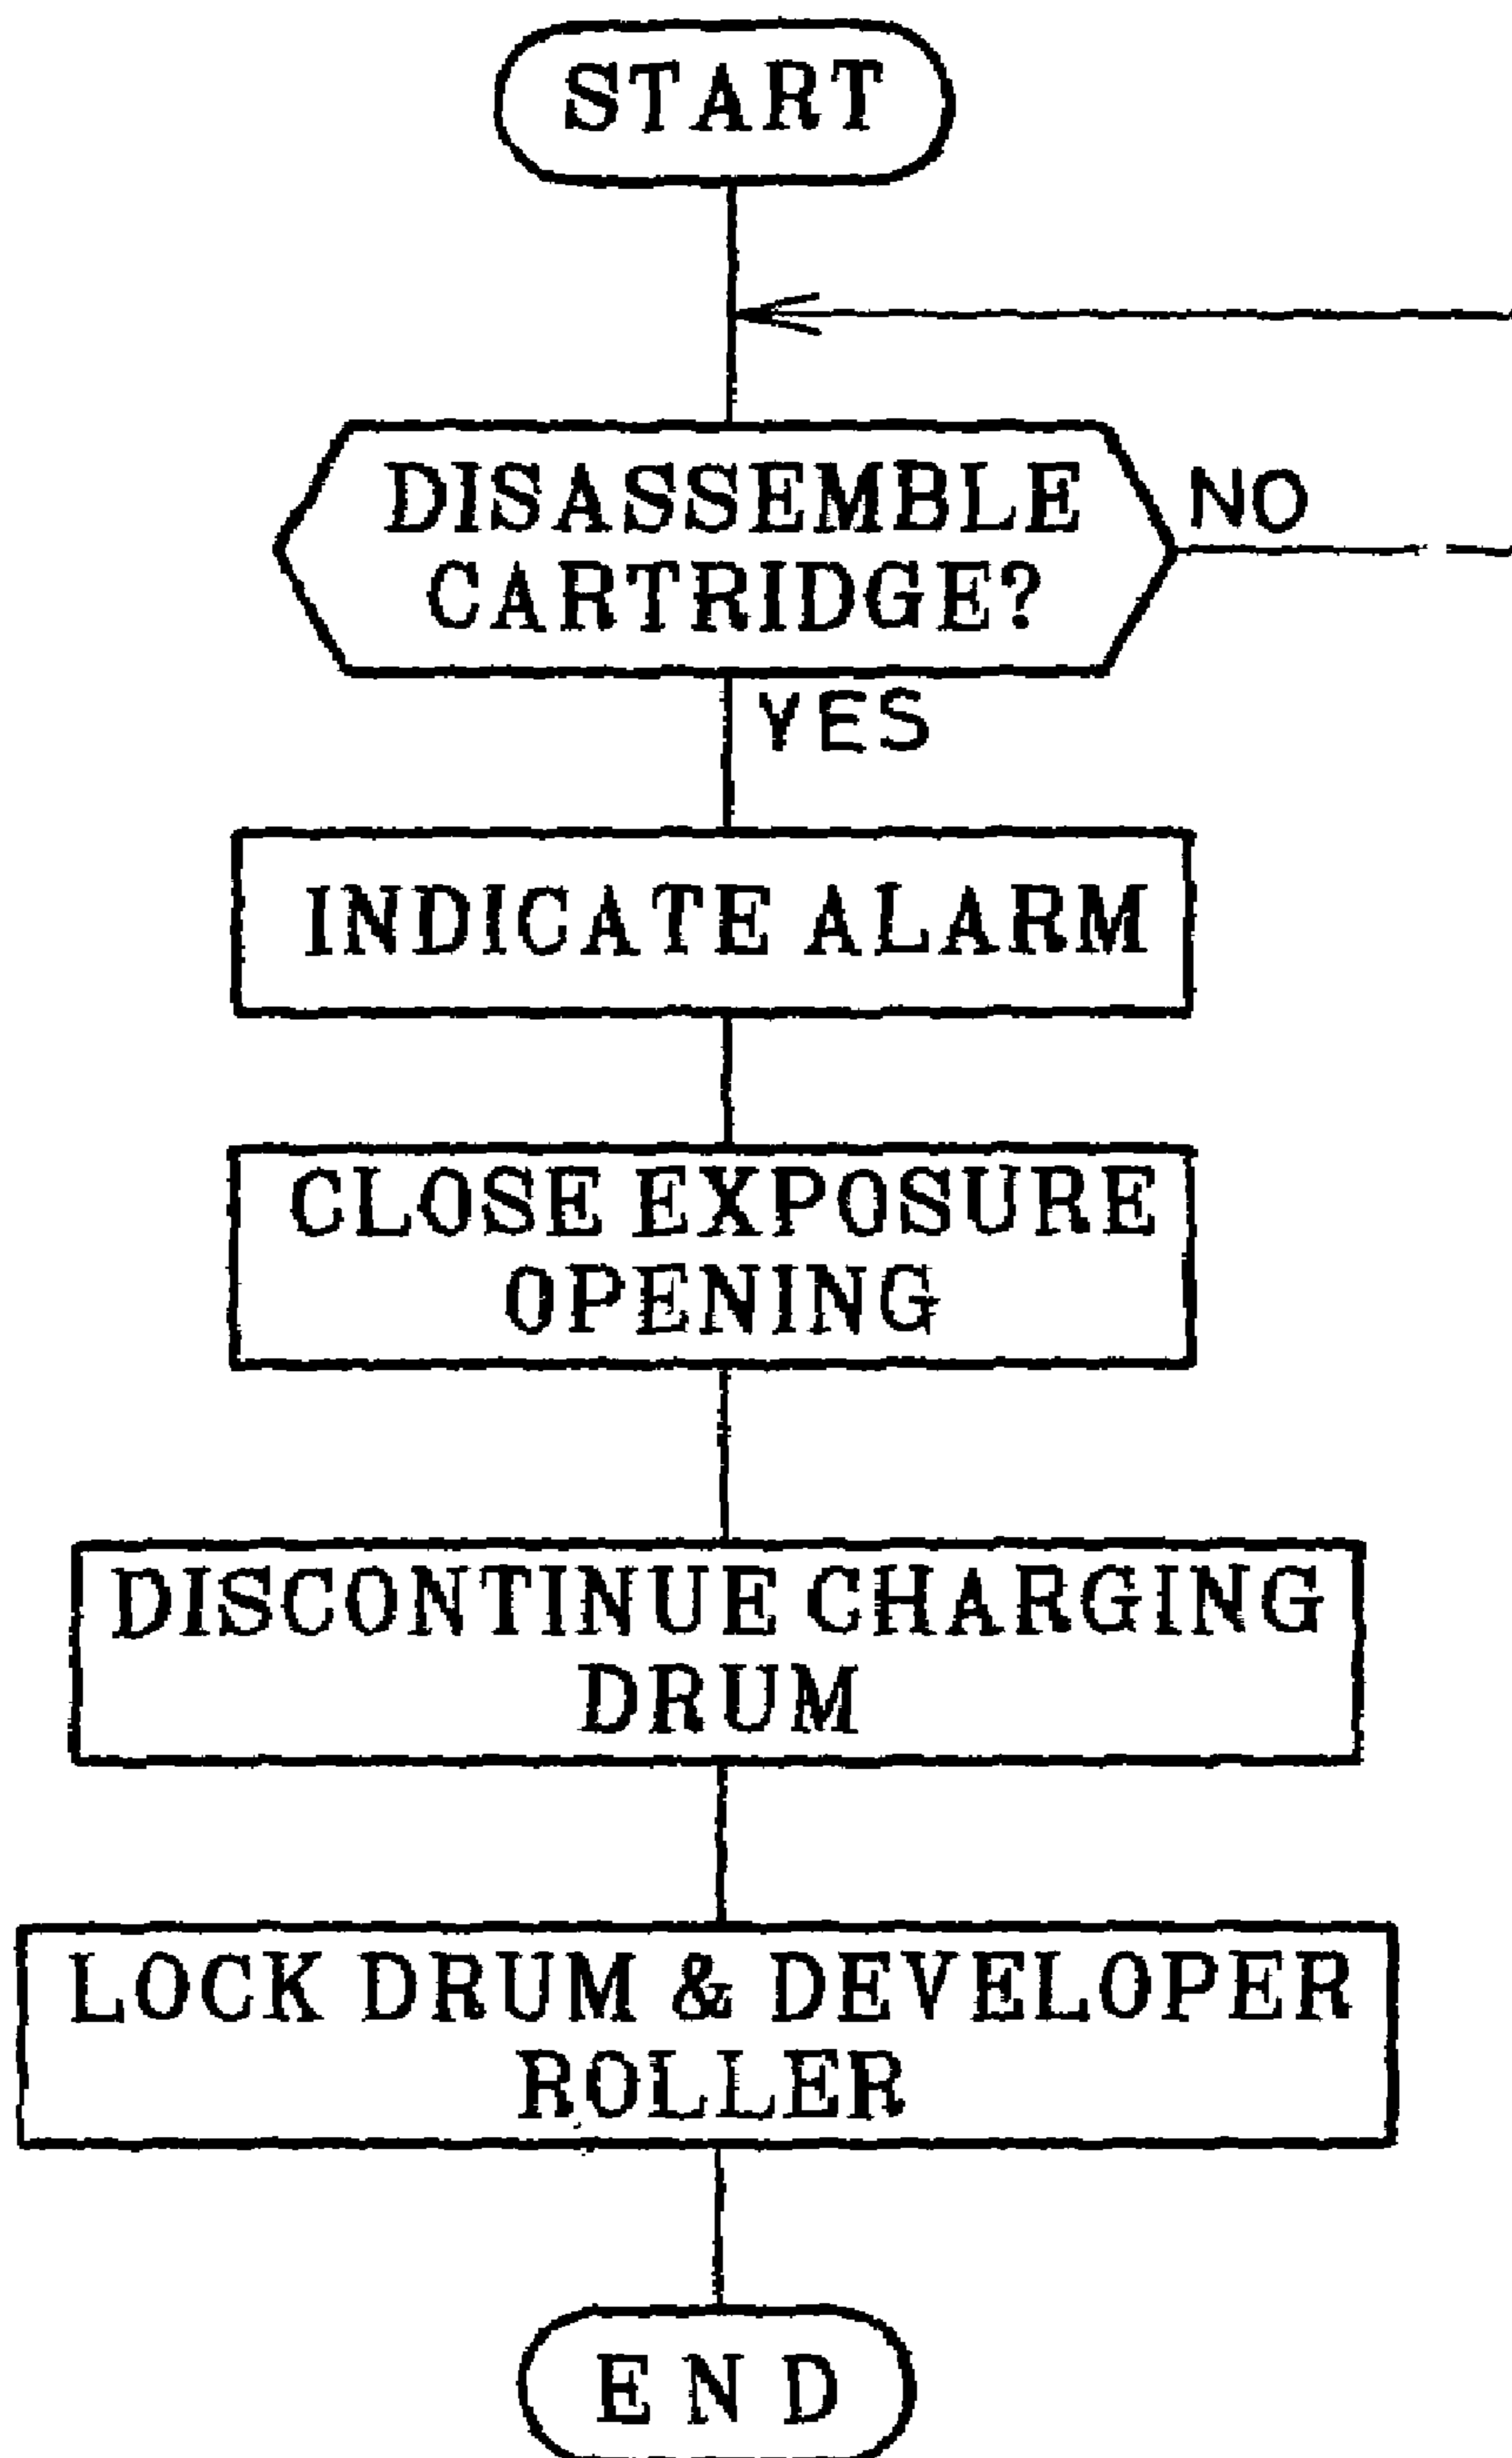 START
DISASSEMBLE
CARTRIDGE?
NO
YES
INDICATE ALARM
CLOSE EXPOSURE
OPENING
DISCONTINUE CHARGING
DRUM
LOCK DRUM & DEVELOPER
ROLLER
END